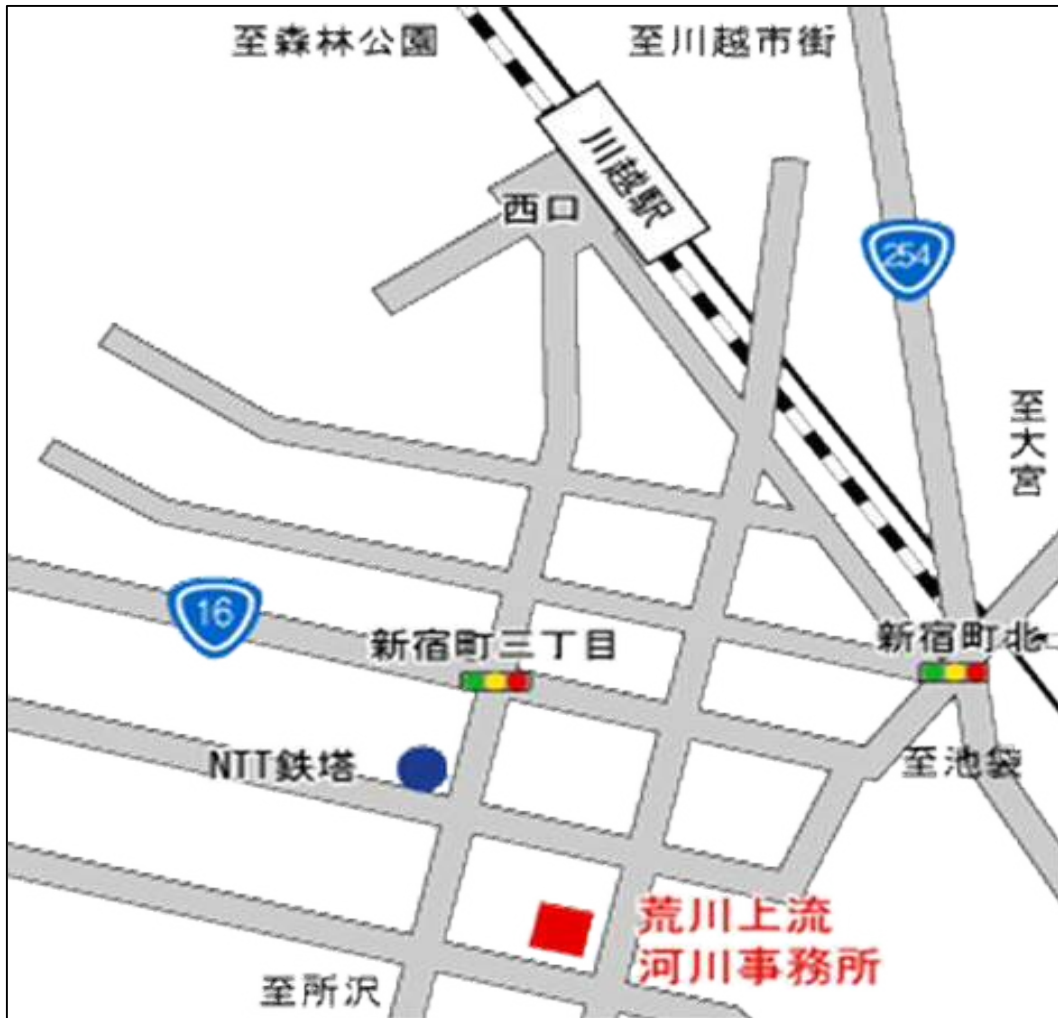 至森林公園
至川越市街
川越駅
西口
254
至大宮
16
新宿町三丁目
新宿町北
NTT鉄塔
至池袋
荒川上流
河川事務所
至所沢